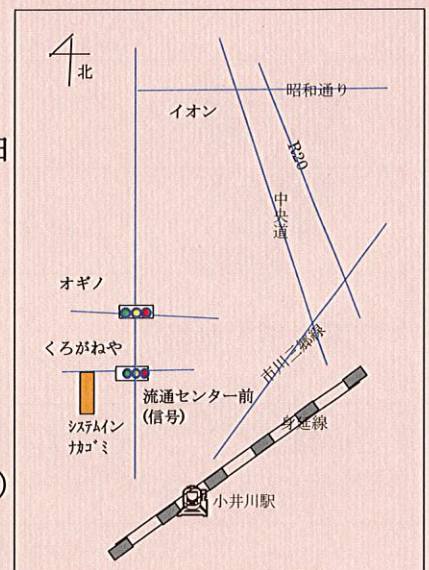 北
昭和通り
イオン
R20
中央道
オギノ
市川三郷線
くろがねや
流通センター前
(信号)
ｼｽﾃﾑｲﾝ
ﾅｶｺﾞﾐ
身延線
小井川駅